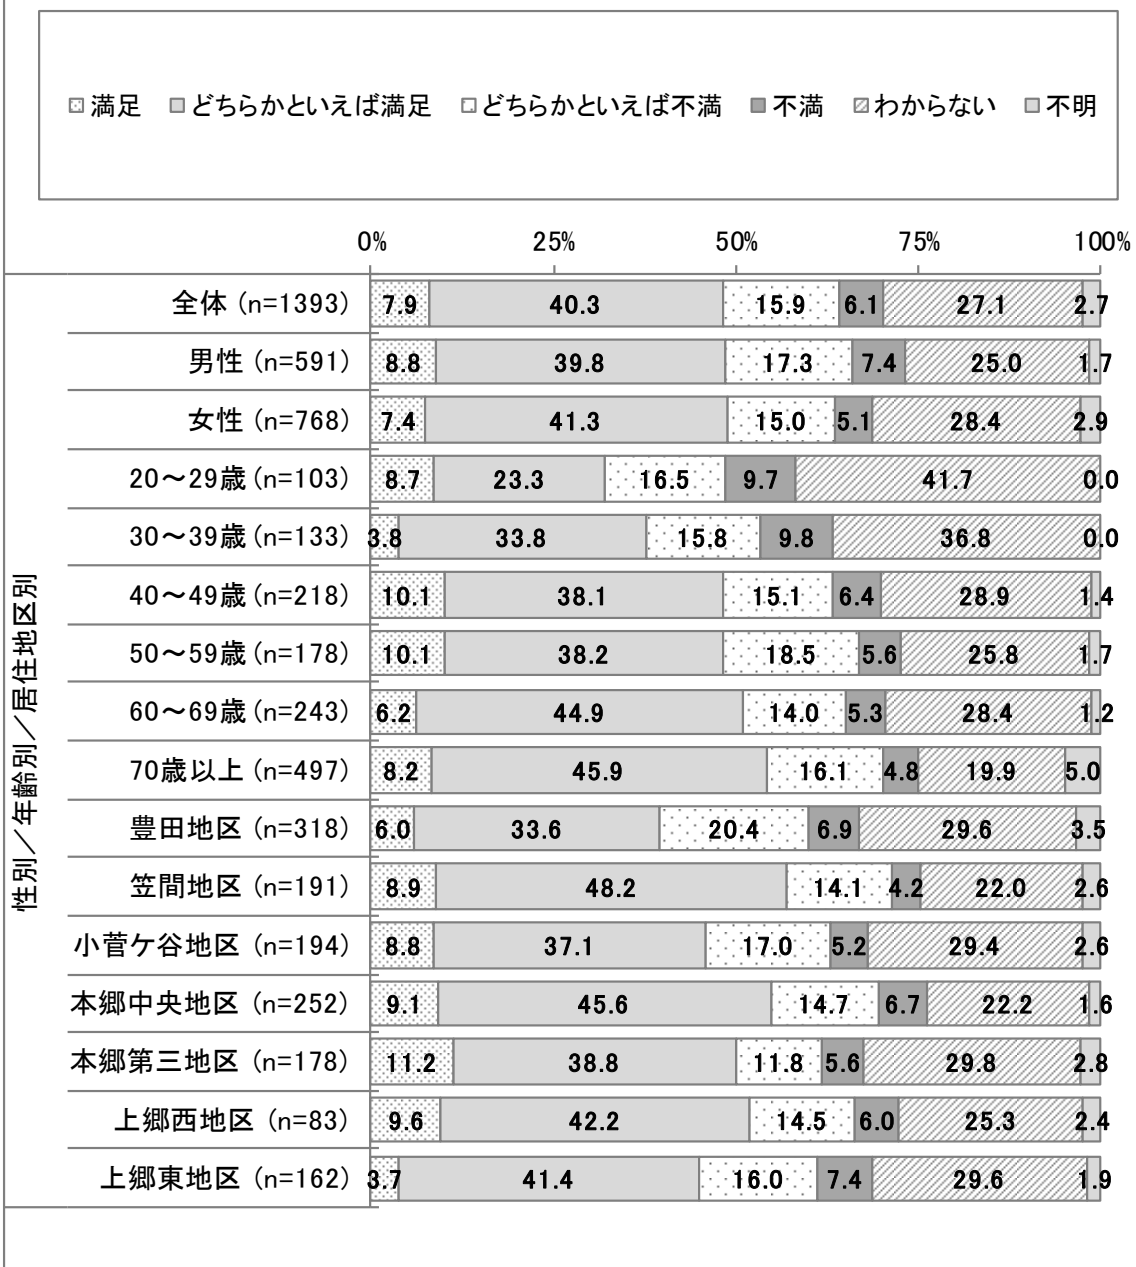 満足 どちらかといえば満足 どちらかといえば不満 不満 わからない 不明
0% 25% 50% 75% 100%
性別／年齢別／居住地区別
全体 (n=1393) 7.9 40.3 15.9 6.1 27.1 2.7
男性 (n=591) 8.8 39.8 17.3 7.4 25.0 1.7
女性 (n=768) 7.4 41.3 15.0 5.1 28.4 2.9
20～29歳 (n=103) 8.7 23.3 16.5 9.7 41.7 0.0
30～39歳 (n=133) 3.8 33.8 15.8 9.8 36.8 0.0
40～49歳 (n=218) 10.1 38.1 15.1 6.4 28.9 1.4
50～59歳 (n=178) 10.1 38.2 18.5 5.6 25.8 1.7
60～69歳 (n=243) 6.2 44.9 14.0 5.3 28.4 1.2
70歳以上 (n=497) 8.2 45.9 16.1 4.8 19.9 5.0
豊田地区 (n=318) 6.0 33.6 20.4 6.9 29.6 3.5
笠間地区 (n=191) 8.9 48.2 14.1 4.2 22.0 2.6
小菅ケ谷地区 (n=194) 8.8 37.1 17.0 5.2 29.4 2.6
本郷中央地区 (n=252) 9.1 45.6 14.7 6.7 22.2 1.6
本郷第三地区 (n=178) 11.2 38.8 11.8 5.6 29.8 2.8
上郷西地区 (n=83) 9.6 42.2 14.5 6.0 25.3 2.4
上郷東地区 (n=162) 3.7 41.4 16.0 7.4 29.6 1.9